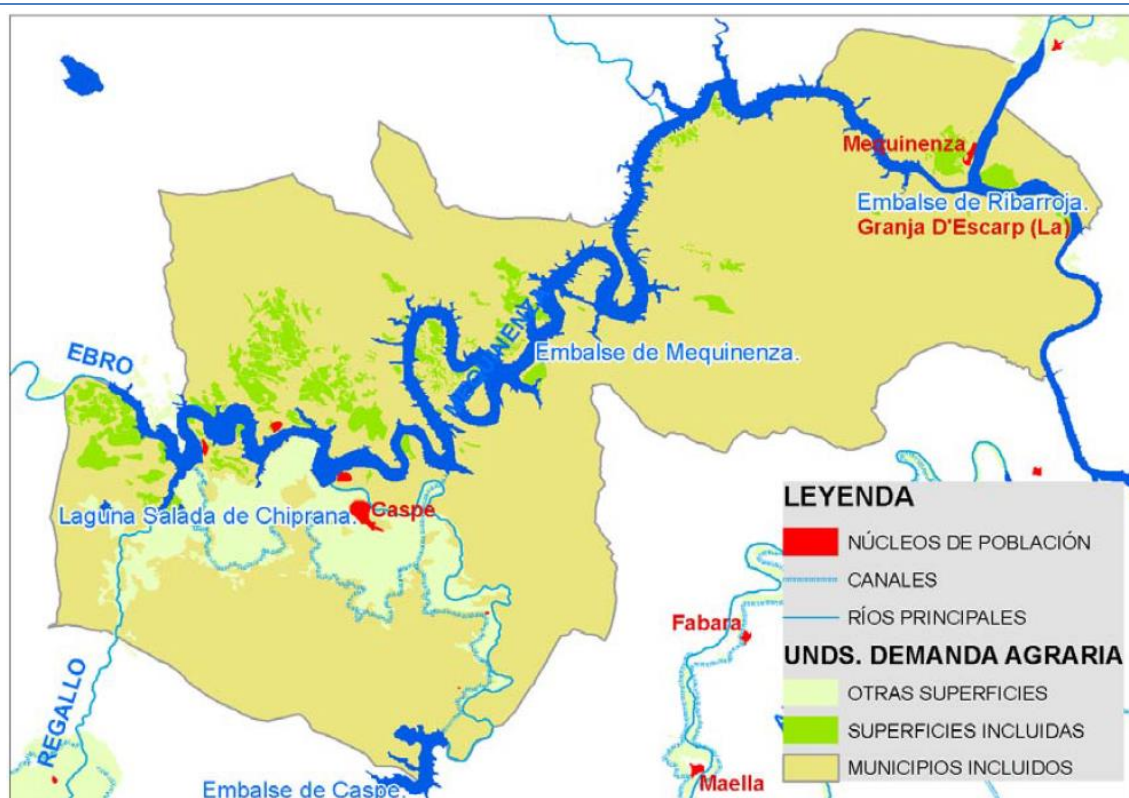 Mequinenza
Embalse de Ribarroja.
Granja D'Escarp (La)
EBRO
Embalse de Mequinenza.
Laguna Salada de Chiprana.
Caspe
LEYENDA
NÚCLEOS DE POBLACIÓN
CANALES
RÍOS PRINCIPALES
UNDS. DEMANDA AGRARIA
OTRAS SUPERFICIES
SUPERFICIES INCLUIDAS
MUNICIPIOS INCLUIDOS
Fabara
REGALLO
Maella
Embalse de Caspe.